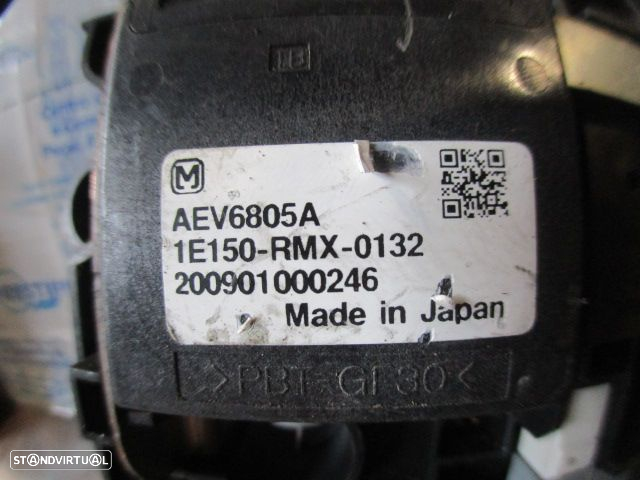 M
AEV6805A
1E150-RMX-0132
200901000246
Made in Japan
>PBT-GF30<
STANDVIRTUAL